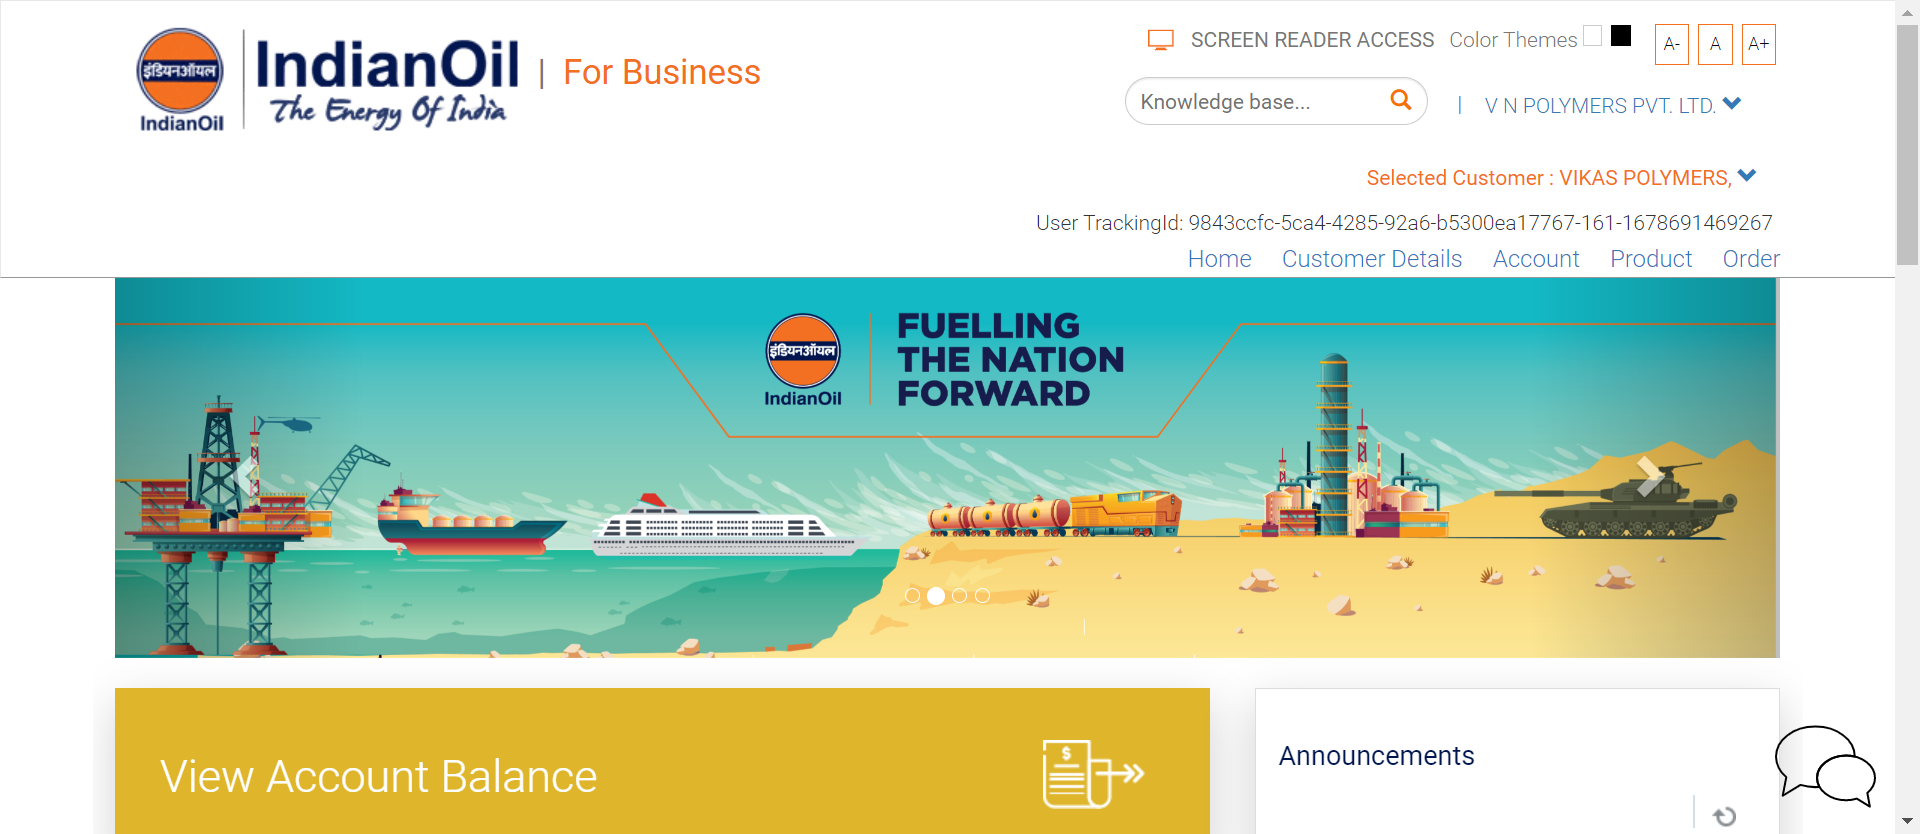 इंडियनऑयल
IndianOil
IndianOil
The Energy Of India
| For Business
SCREEN READER ACCESS Color Themes A- A A+
Knowledge base...
| V N POLYMERS PVT. LTD.
Selected Customer : VIKAS POLYMERS,
User TrackingId: 9843ccfc-5ca4-4285-92a6-b5300ea17767-161-1678691469267
Home Customer Details Account Product Order
इंडियनऑयल
IndianOil
FUELLING
THE NATION
FORWARD
View Account Balance
$
Announcements